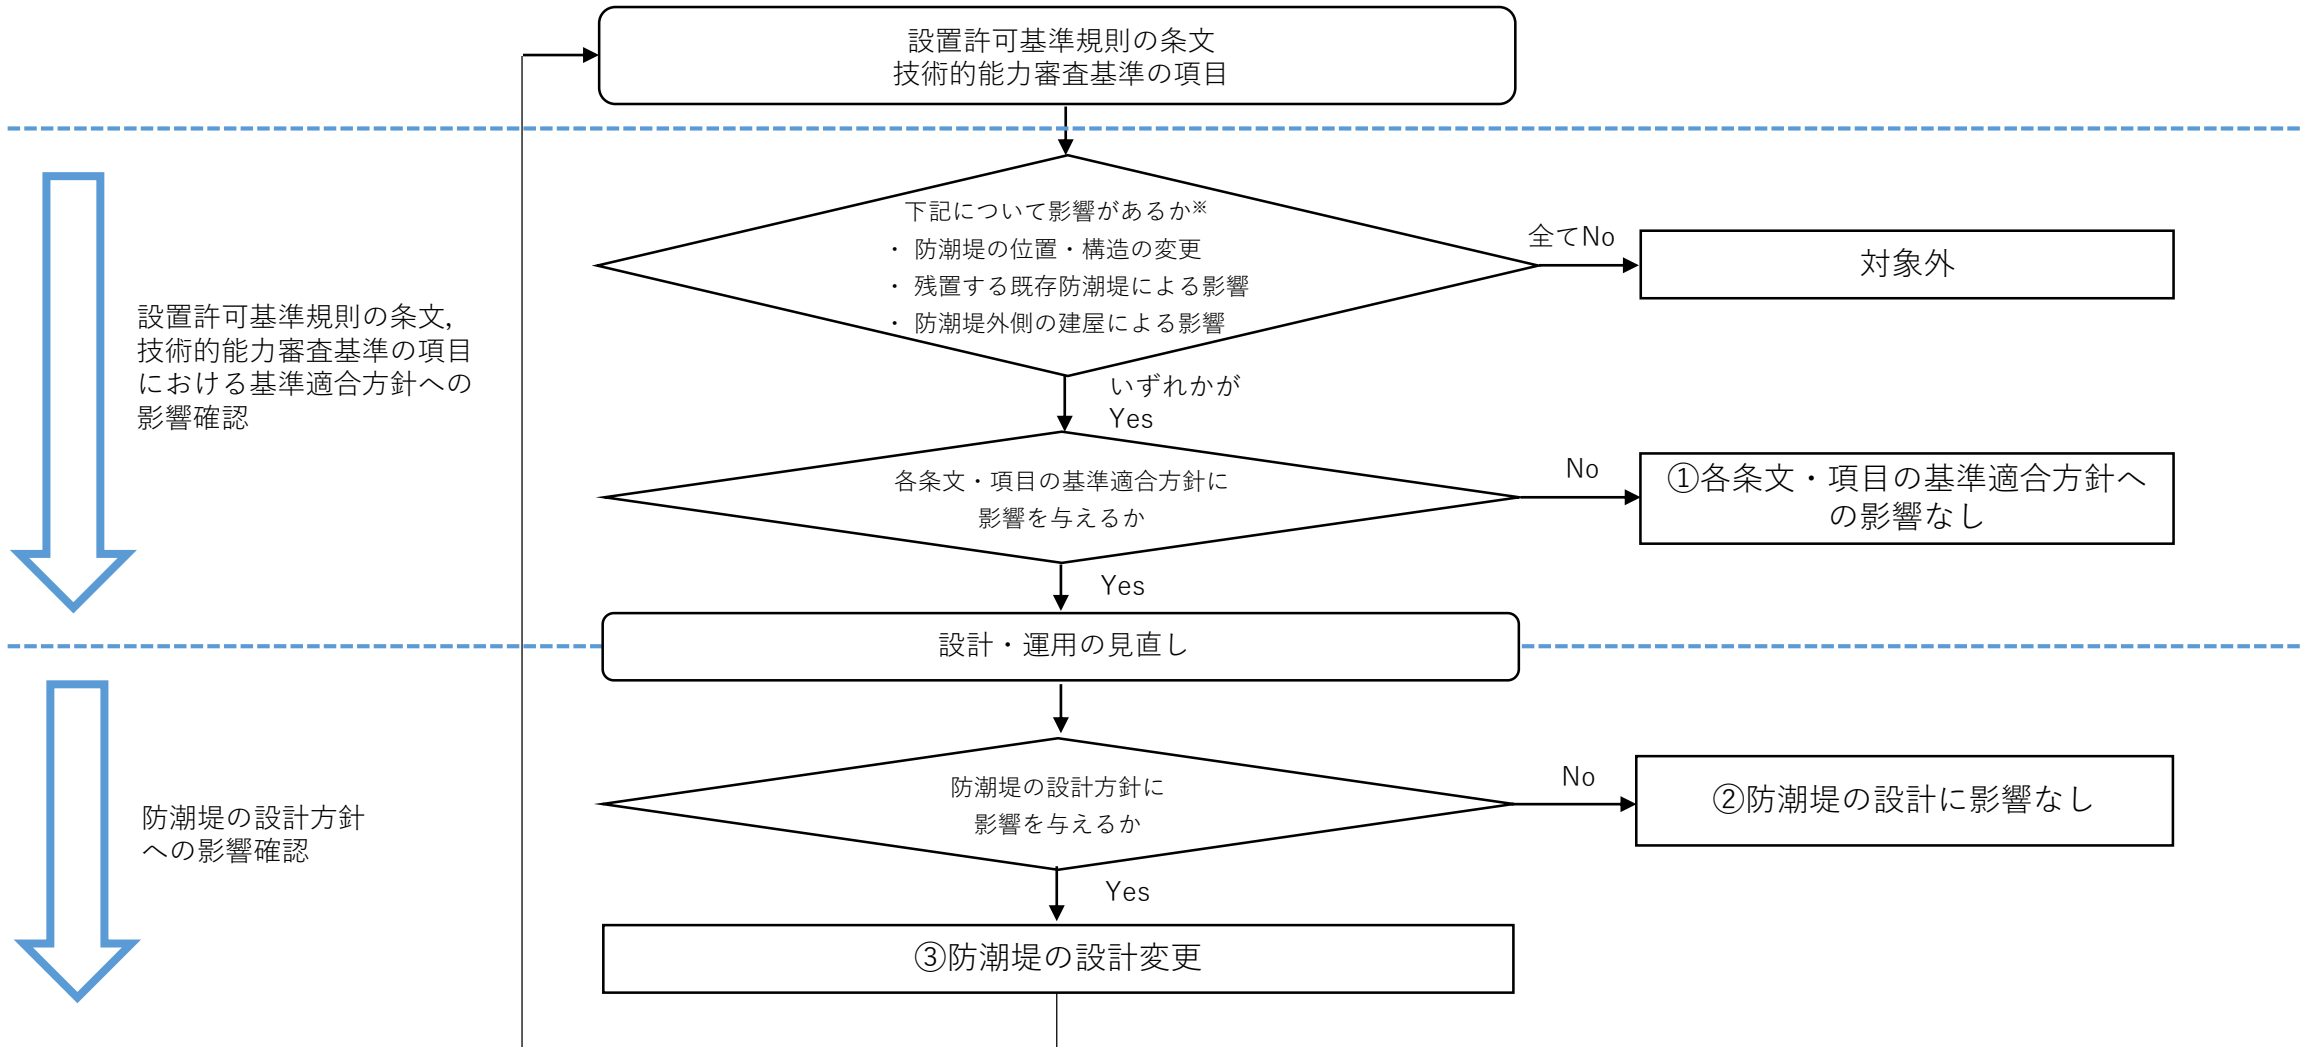 設置許可基準規則の条文
技術的能力審査基準の項目
下記について影響があるか※
・ 防潮堤の位置・構造の変更
・ 残置する既存防潮堤による影響
・ 防潮堤外側の建屋による影響
全てNo
対象外
設置許可基準規則の条文,
技術的能力審査基準の項目
における基準適合方針への
影響確認
いずれかが
Yes
各条文・項目の基準適合方針に
影響を与えるか
No
①各条文・項目の基準適合方針へ
の影響なし
Yes
設計・運用の見直し
防潮堤の設計方針
への影響確認
防潮堤の設計方針に
影響を与えるか
No
②防潮堤の設計に影響なし
Yes
③防潮堤の設計変更